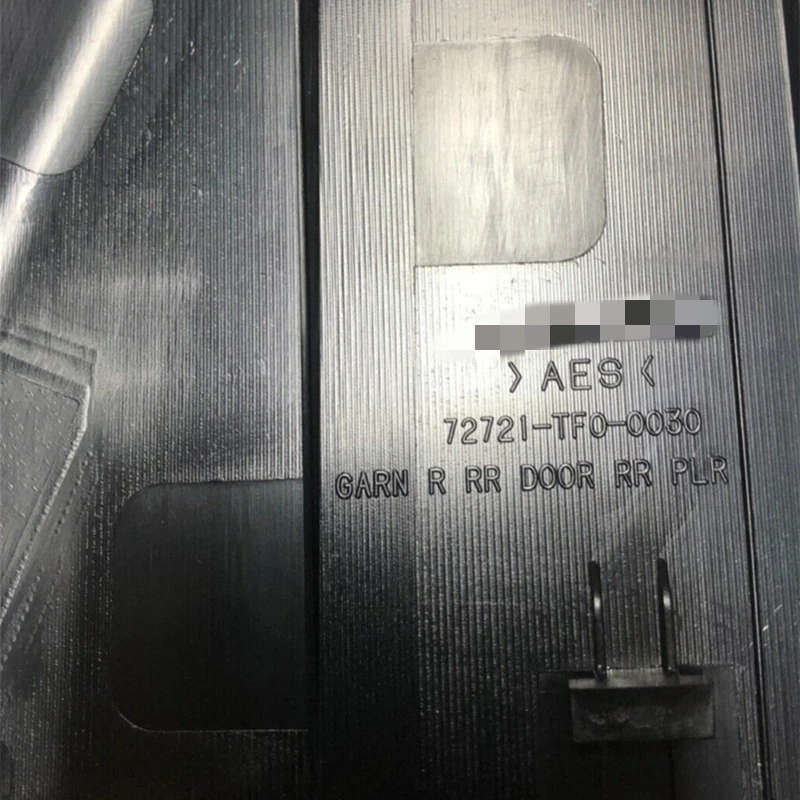 >AES<
72721-TF0-0030
GARN R RR DOOR RR PLR